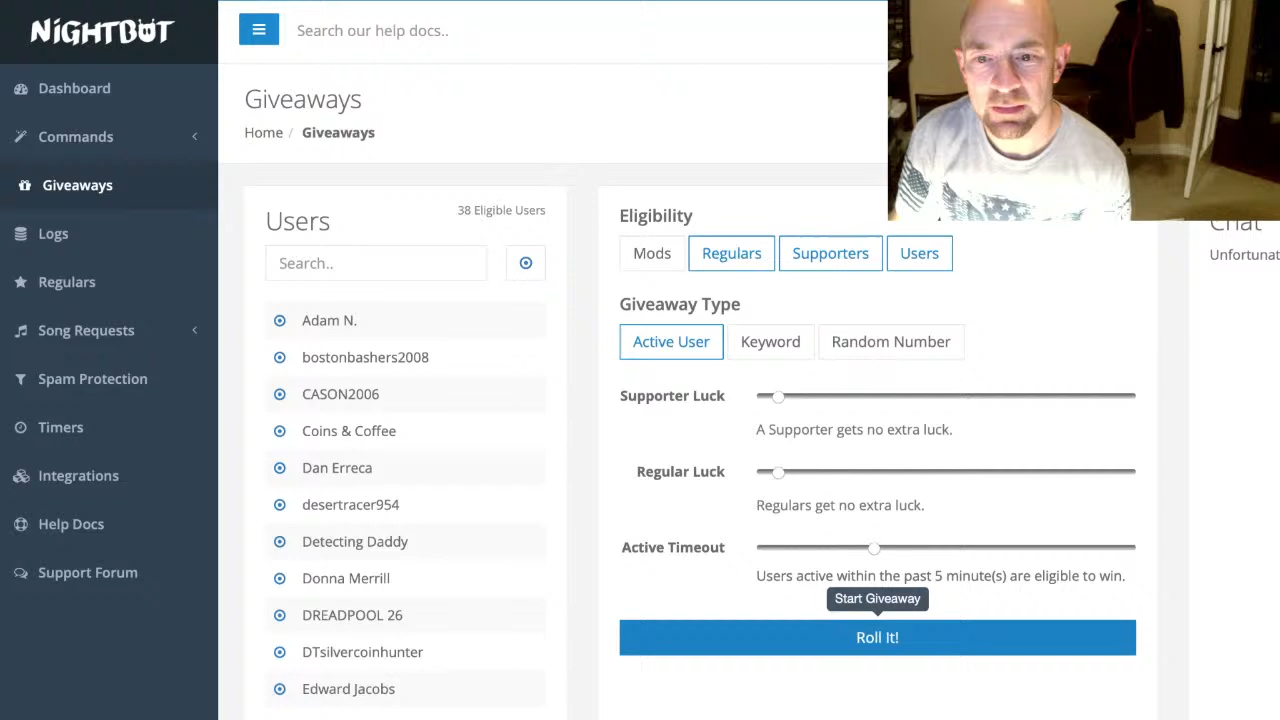 NiGHTBOT
Dashboard
Commands
Giveaways
Logs
Regulars
Song Requests
Spam Protection
Timers
Integrations
Help Docs
Support Forum
Search our help docs..
Giveaways
Home / Giveaways
Users
38 Eligible Users
Search..
Adam N.
bostonbashers2008
CASON2006
Coins & Coffee
Dan Erreca
desertracer954
Detecting Daddy
Donna Merrill
DREADPOOL 26
DTsilvercoinhunter
Edward Jacobs
Eligibility
Mods Regulars Supporters Users
Giveaway Type
Active User Keyword Random Number
Supporter Luck
A Supporter gets no extra luck.
Regular Luck
Regulars get no extra luck.
Active Timeout
Users active within the past 5 minute(s) are eligible to win.
Start Giveaway
Roll It!
Chat
Unfortunat